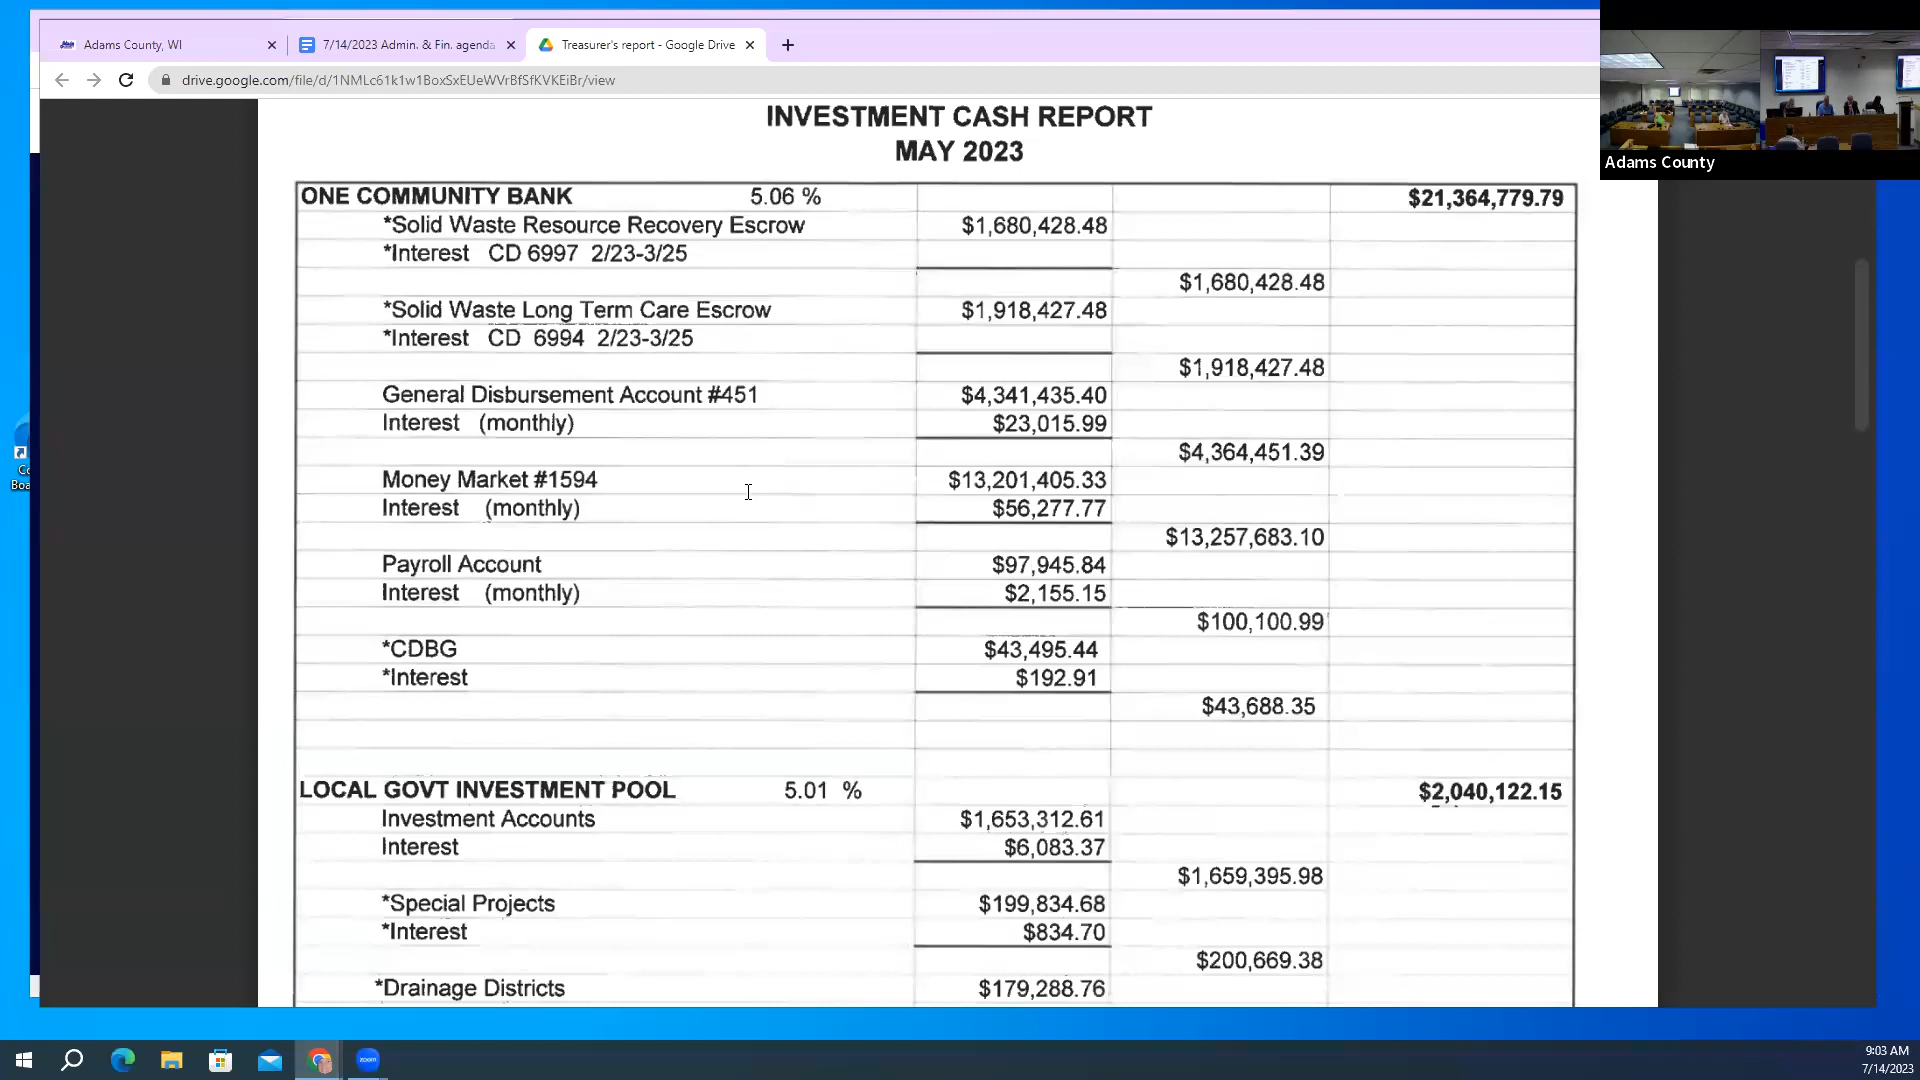 Adams County, WI
7/14/2023 Admin. & Fin. agenda
Treasurer's report - Google Drive
drive.google.com/file/d/1NMLc61k1w1BoxSxEUeWVrBfSfKVKEiBr/view
Adams County
INVESTMENT CASH REPORT
MAY 2023
ONE COMMUNITY BANK 5.06 % $21,364,779.79
*Solid Waste Resource Recovery Escrow $1,680,428.48
*Interest CD 6997 2/23-3/25
$1,680,428.48
*Solid Waste Long Term Care Escrow $1,918,427.48
*Interest CD 6994 2/23-3/25
$1,918,427.48
General Disbursement Account #451 $4,341,435.40
Interest (monthly) $23,015.99
$4,364,451.39
Money Market #1594 $13,201,405.33
Interest (monthly) $56,277.77
$13,257,683.10
Payroll Account $97,945.84
Interest (monthly) $2,155.15
$100,100.99
*CDBG $43,495.44
*Interest $192.91
$43,688.35
LOCAL GOVT INVESTMENT POOL 5.01 % $2,040,122.15
Investment Accounts $1,653,312.61
Interest $6,083.37
$1,659,395.98
*Special Projects $199,834.68
*Interest $834.70
$200,669.38
*Drainage Districts $179,288.76
zoom
9:03 AM
7/14/2023